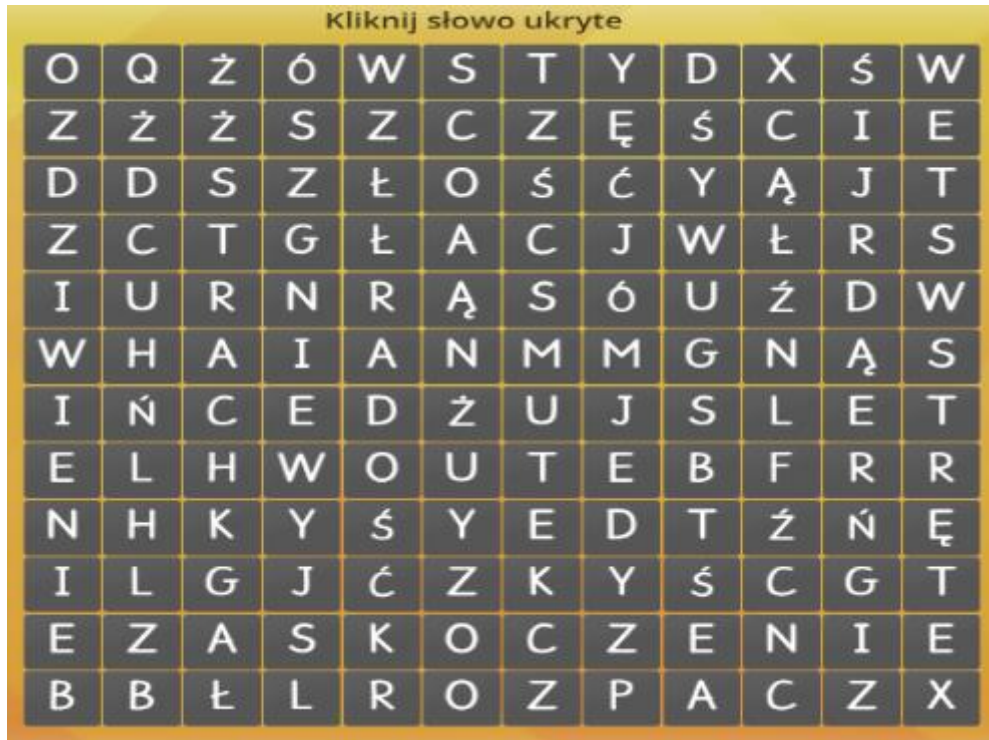 Kliknij słowo ukryte
O Q Ż Ó W S T Y D X Ś W
Z Ż Ż S Z C Z Ę Ś C I E
D D S Z Ł O Ś Ć Y Ą J T
Z C T G Ł A C J W Ł R S
I U R N R Ą S Ó U Ź D W
W H A I A N M M G N Ą S
I Ń C E D Ż U J S L E T
E L H W O U T E B F R R
N H K Y Ś Y E D T Ź Ń Ę
I L G J Ć Z K Y Ś C G T
E Z A S K O C Z E N I E
B B Ł L R O Z P A C Z X